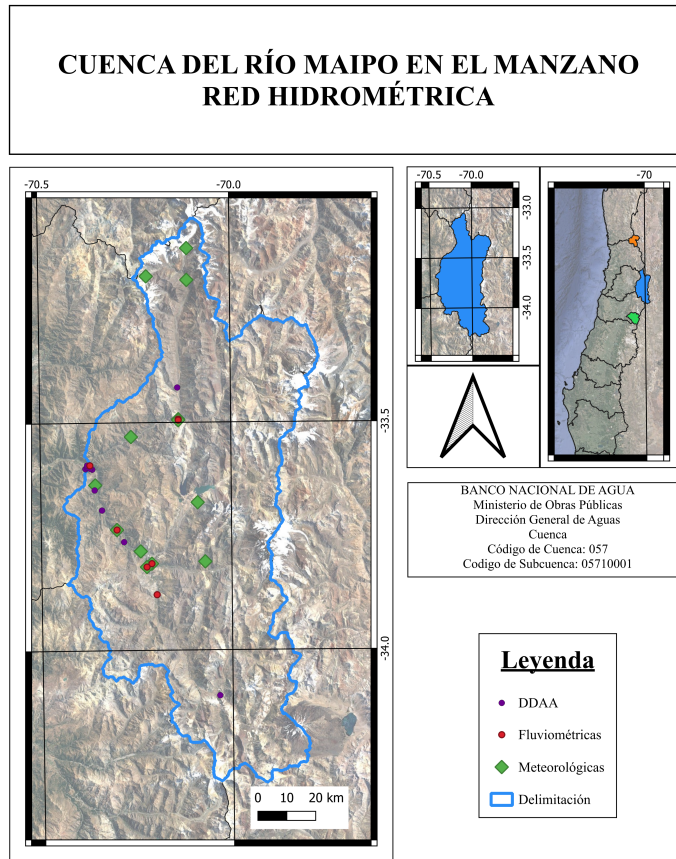 CUENCA DEL RÍO MAIPO EN EL MANZANO
RED HIDROMÉTRICA
-70.5
-70.0
-33.5
-34.0
0 10 20 km
-70.5 -70.0
-33.0
-33.5
-34.0
-70
BANCO NACIONAL DE AGUA
Ministerio de Obras Públicas
Dirección General de Aguas
Cuenca
Código de Cuenca: 057
Codigo de Subcuenca: 05710001
Leyenda
DDAA
Fluviométricas
Meteorológicas
Delimitación